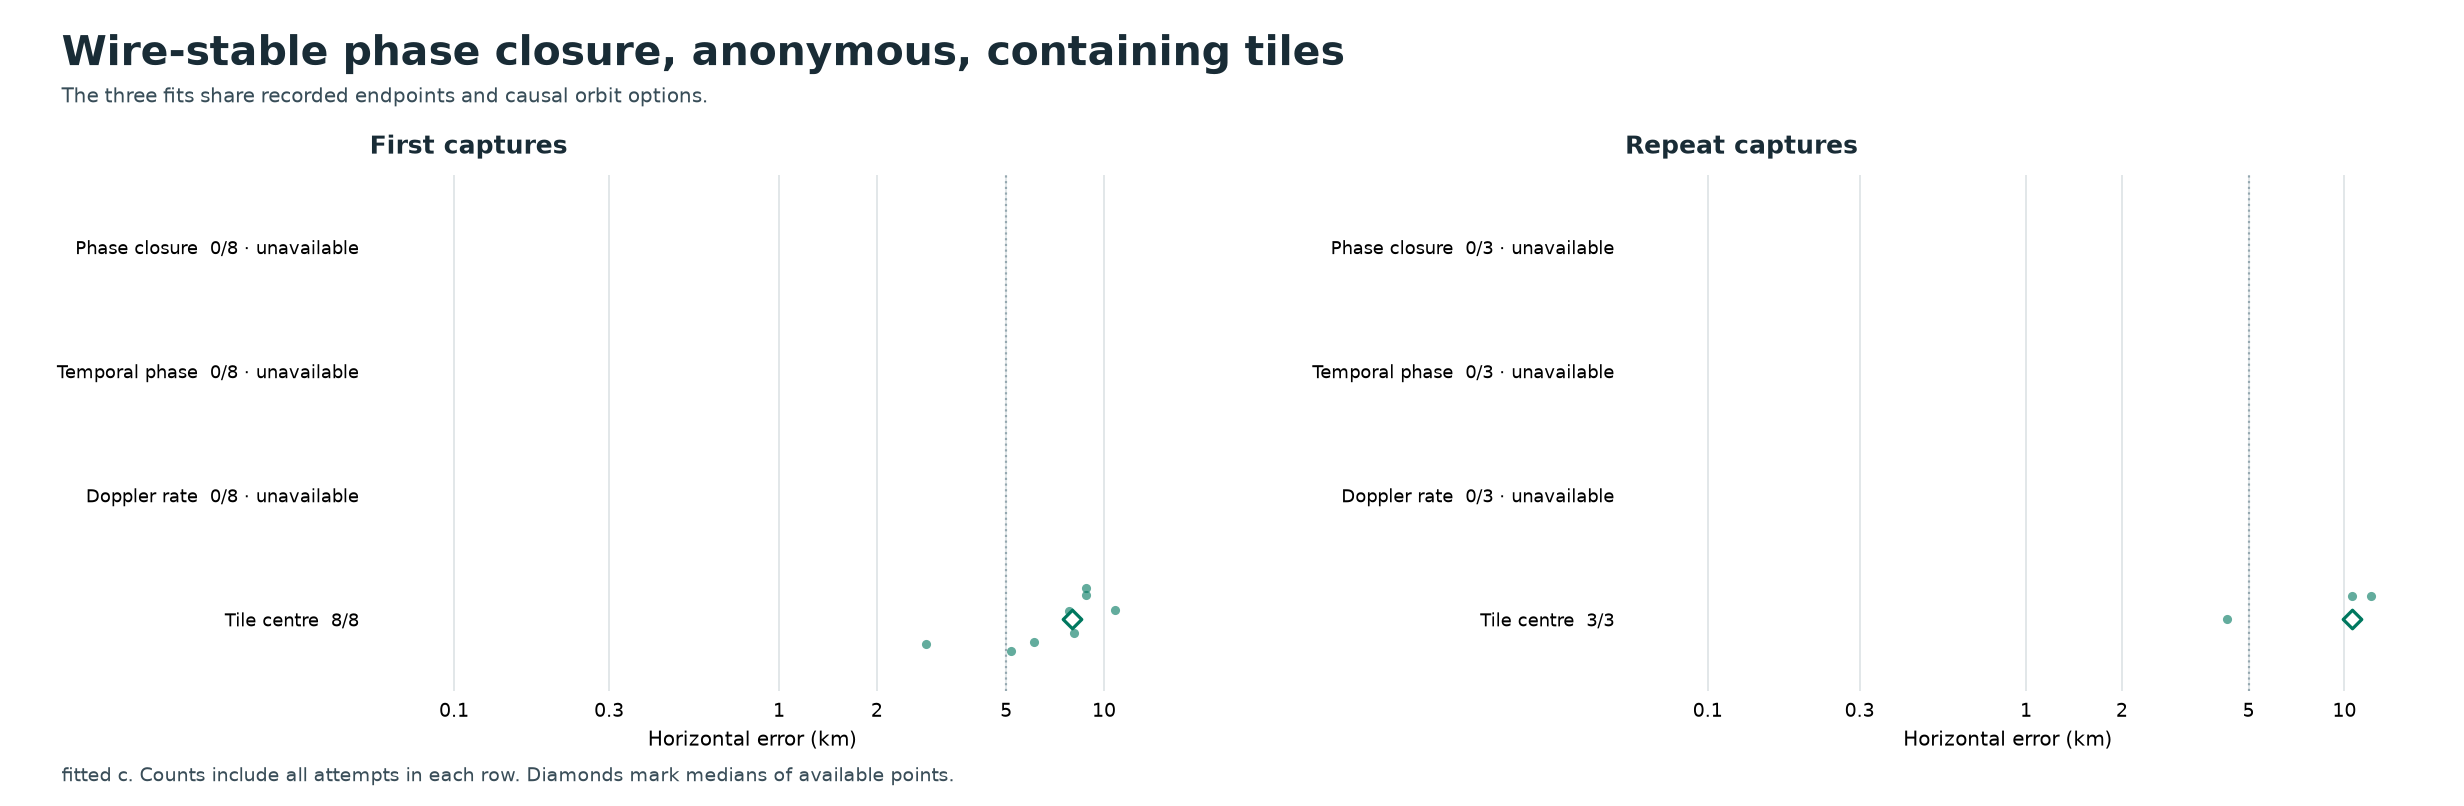 Wire-stable phase closure, anonymous, containing tiles
The three fits share recorded endpoints and causal orbit options.
First captures
Phase closure 0/8 · unavailable
Temporal phase 0/8 · unavailable
Doppler rate 0/8 · unavailable
Tile centre 8/8
0.1 0.3 1 2 5 10
Horizontal error (km)
Repeat captures
Phase closure 0/3 · unavailable
Temporal phase 0/3 · unavailable
Doppler rate 0/3 · unavailable
Tile centre 3/3
0.1 0.3 1 2 5 10
Horizontal error (km)
fitted c. Counts include all attempts in each row. Diamonds mark medians of available points.